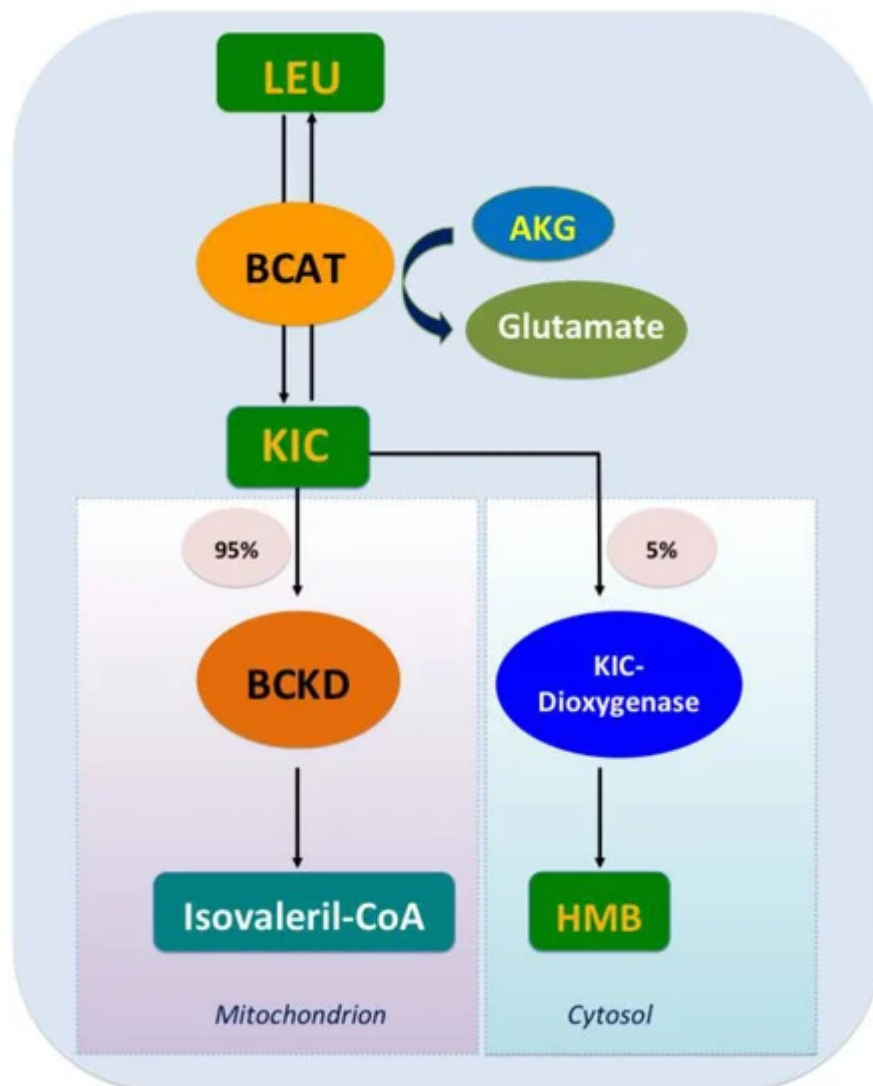 LEU
BCAT
AKG
Glutamate
KIC
95%
5%
BCKD
KIC-
Dioxygenase
Isovaleril-CoA
HMB
Mitochondrion
Cytosol